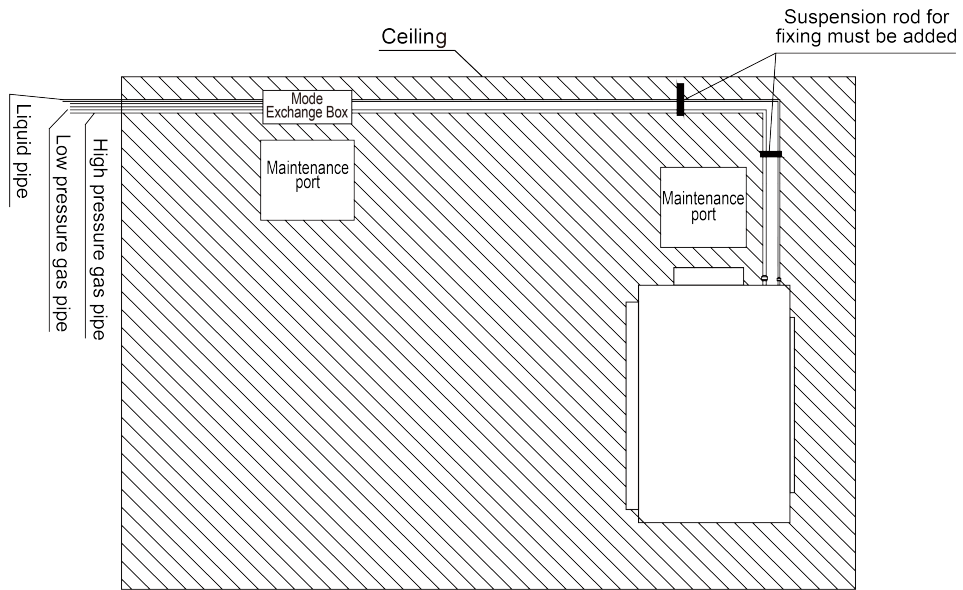 Suspension rod for
fixing must be added
Ceiling
Mode
Exchange Box
Maintenance
port
Maintenance
port
Liquid pipe
Low pressure gas pipe
High pressure gas pipe